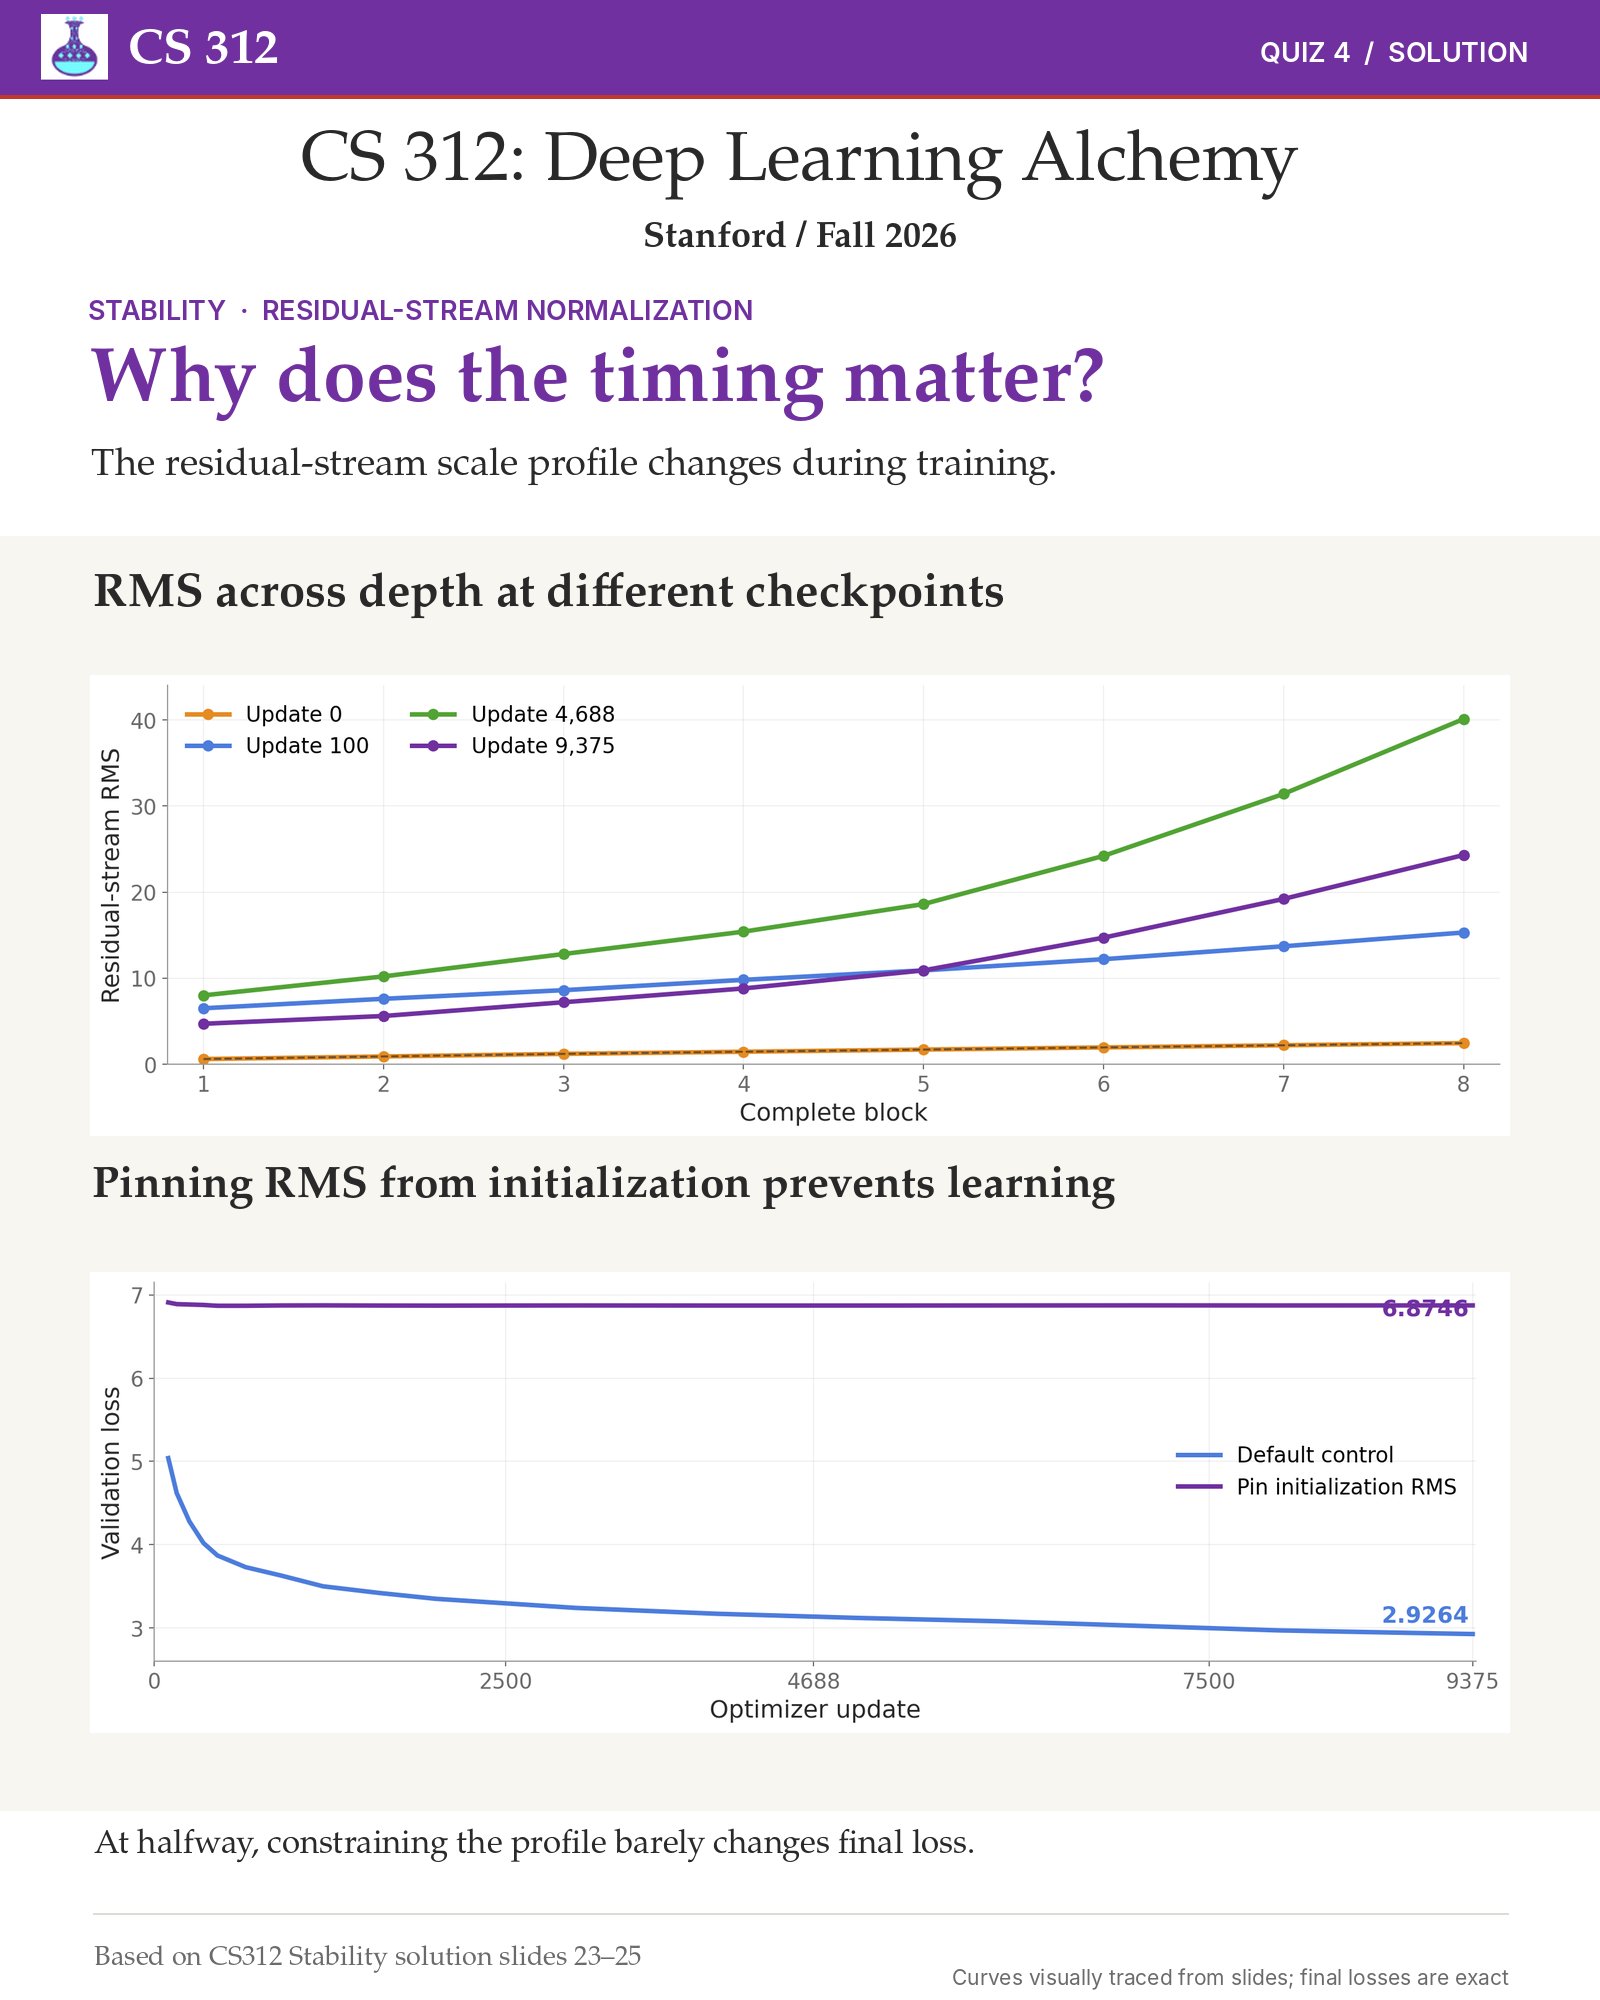 CS 312
QUIZ 4 / SOLUTION
CS 312: Deep Learning Alchemy
Stanford / Fall 2026
STABILITY · RESIDUAL-STREAM NORMALIZATION
Why does the timing matter?
The residual-stream scale profile changes during training.
RMS across depth at different checkpoints
Update 0
Update 100
Update 4,688
Update 9,375
Residual-stream RMS
40
30
20
10
0
1 2 3 4 5 6 7 8
Complete block
Pinning RMS from initialization prevents learning
Validation loss
7
6
5
4
3
6.8746
Default control
Pin initialization RMS
2.9264
0 2500 4688 7500 9375
Optimizer update
At halfway, constraining the profile barely changes final loss.
Based on CS312 Stability solution slides 23–25
Curves visually traced from slides; final losses are exact